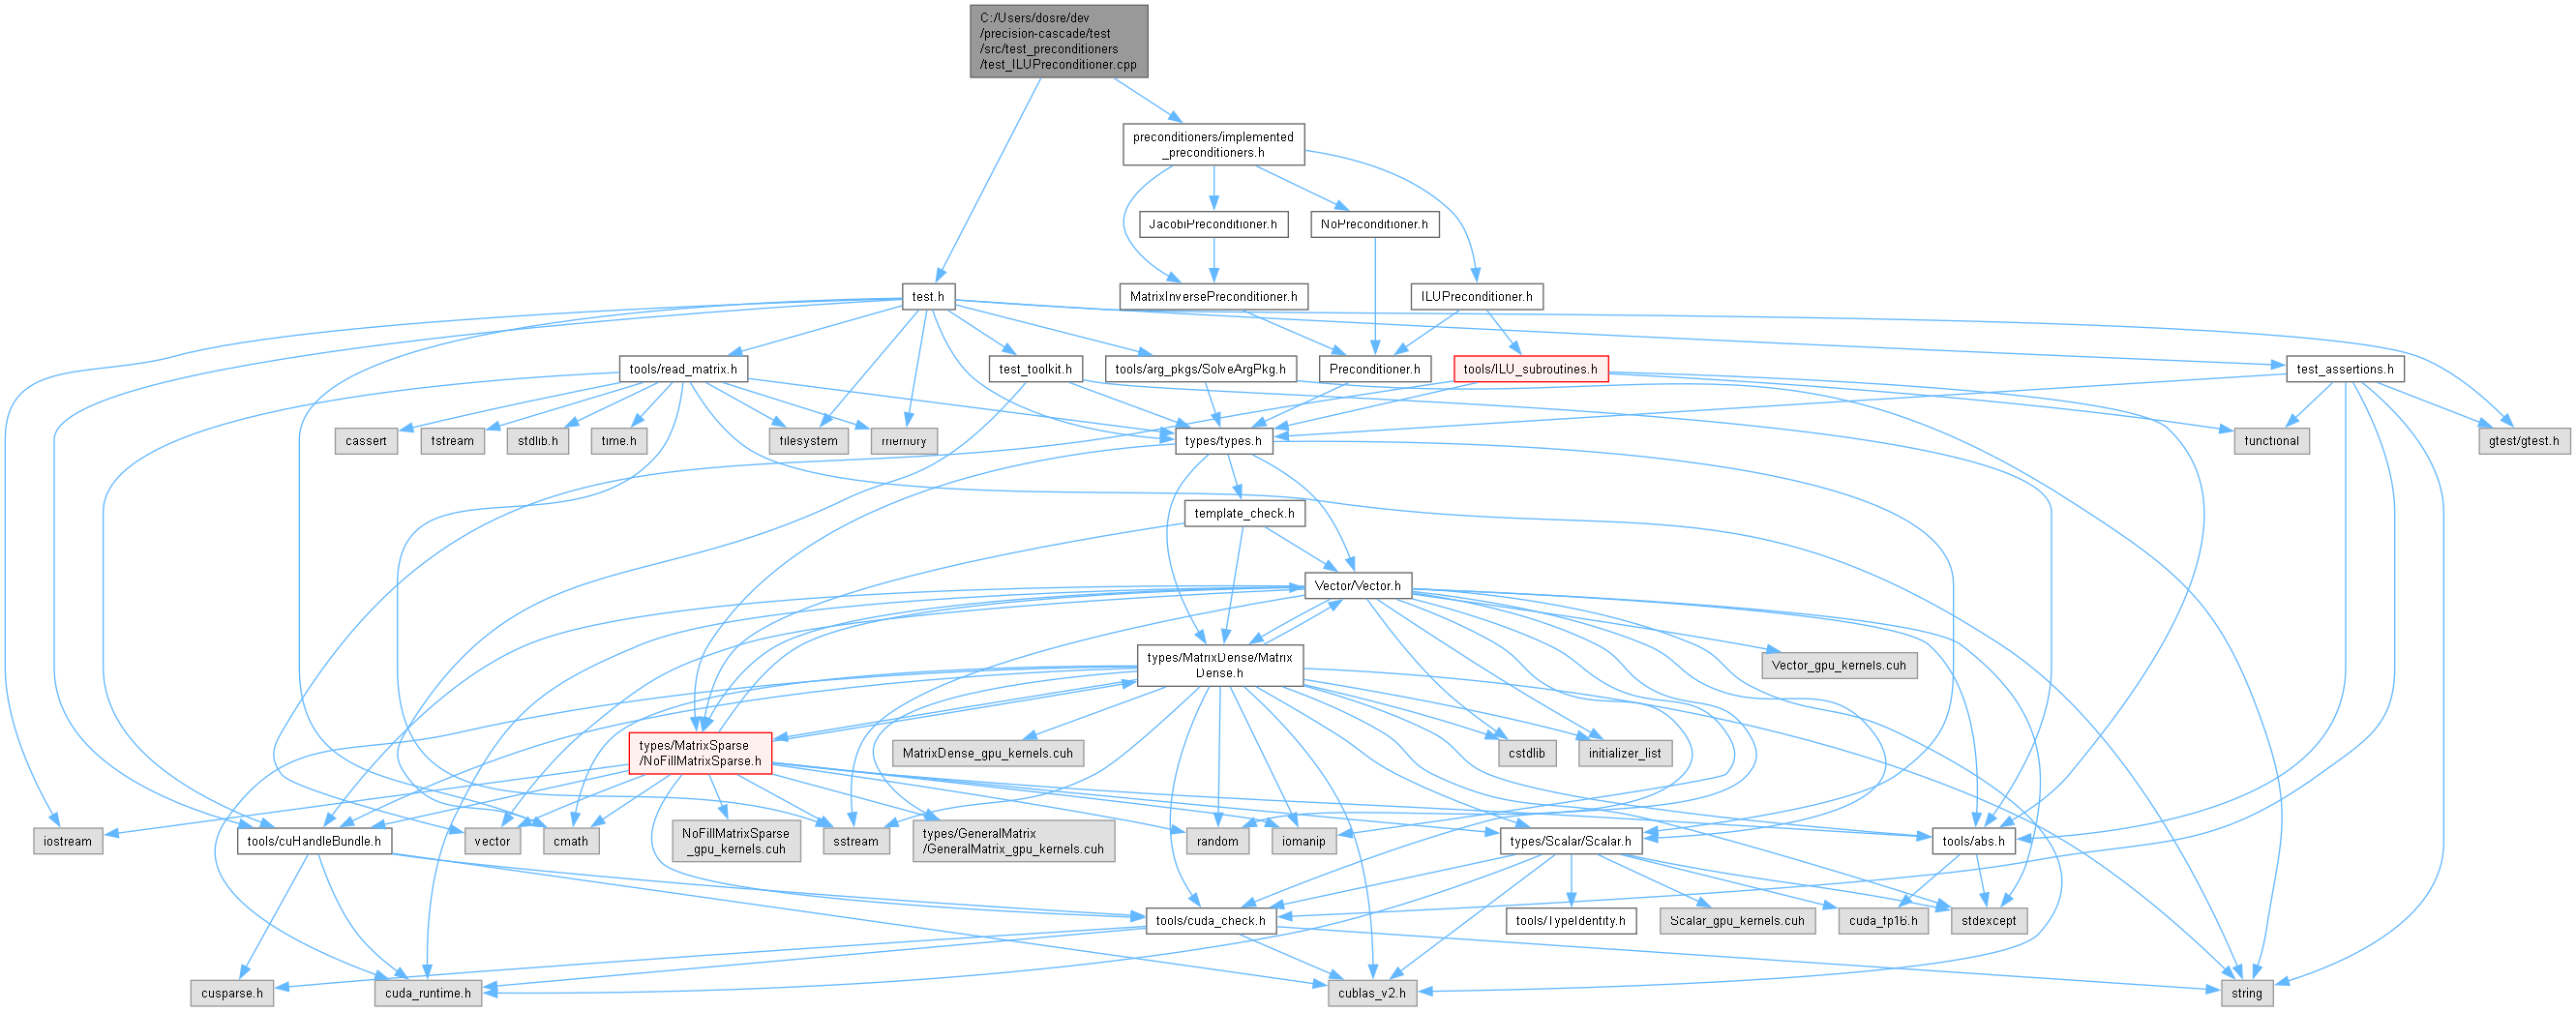 C:/Users/dosre/dev
/precision-cascade/test
/src/test_preconditioners
/test_ILUPreconditioner.cpp
preconditioners/implemented
_preconditioners.h
JacobiPreconditioner.h
NoPreconditioner.h
test.h
MatrixInversePreconditioner.h
ILUPreconditioner.h
tools/read_matrix.h
test_toolkit.h
tools/arg_pkgs/SolveArgPkg.h
Preconditioner.h
tools/ILU_subroutines.h
test_assertions.h
cassert
fstream
stdlib.h
time.h
filesystem
memory
types/types.h
functional
gtest/gtest.h
template_check.h
Vector/Vector.h
types/MatrixDense/Matrix
Dense.h
Vector_gpu_kernels.cuh
types/MatrixSparse
/NoFillMatrixSparse.h
MatrixDense_gpu_kernels.cuh
cstdlib
initializer_list
iostream
tools/cuHandleBundle.h
vector
cmath
NoFillMatrixSparse
_gpu_kernels.cuh
sstream
types/GeneralMatrix
/GeneralMatrix_gpu_kernels.cuh
random
iomanip
types/Scalar/Scalar.h
tools/abs.h
tools/cuda_check.h
tools/TypeIdentity.h
Scalar_gpu_kernels.cuh
cuda_fp16.h
stdexcept
cusparse.h
cuda_runtime.h
cublas_v2.h
string